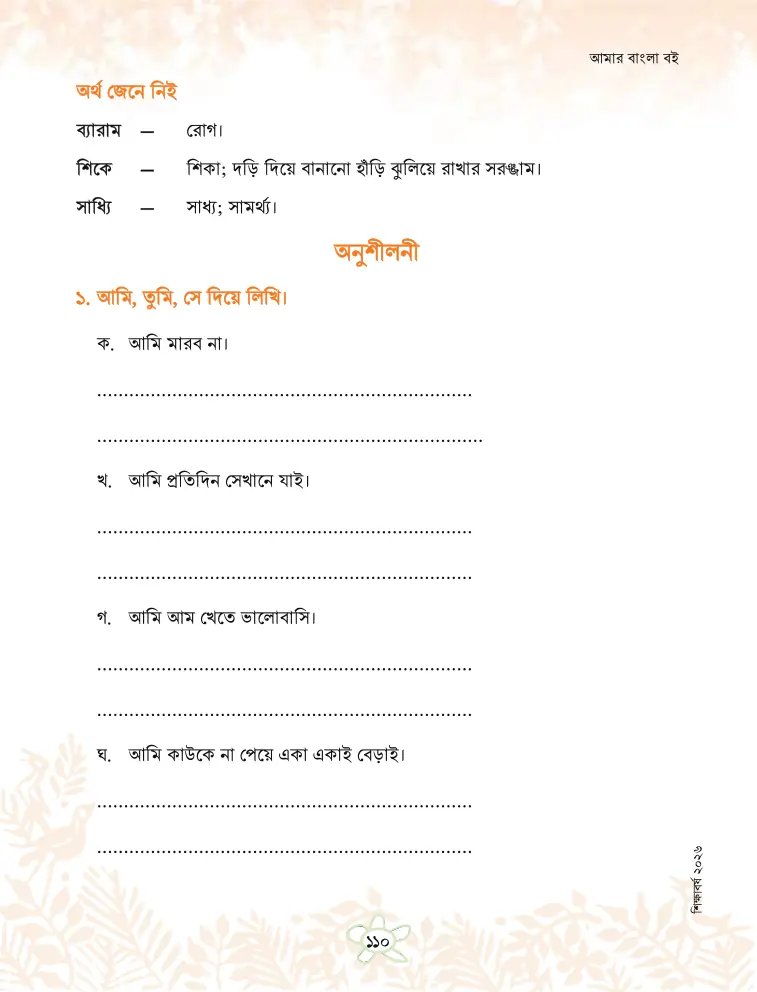 আমার বাংলা বই
অর্থ জেনে নিই
ব্যারাম — রোগ।
শিকে — শিকা; দড়ি দিয়ে বানানো হাঁড়ি ঝুলিয়ে রাখার সরঞ্জাম।
সাধ্যি — সাধ্য; সামর্থ্য।
অনুশীলনী
১. আমি, তুমি, সে দিয়ে লিখি।
ক. আমি মারব না।
......................................................................
........................................................................
খ. আমি প্রতিদিন সেখানে যাই।
......................................................................
......................................................................
গ. আমি আম খেতে ভালোবাসি।
......................................................................
......................................................................
ঘ. আমি কাউকে না পেয়ে একা একাই বেড়াই।
......................................................................
......................................................................
শিক্ষাবর্ষ ২০২৬
১১০